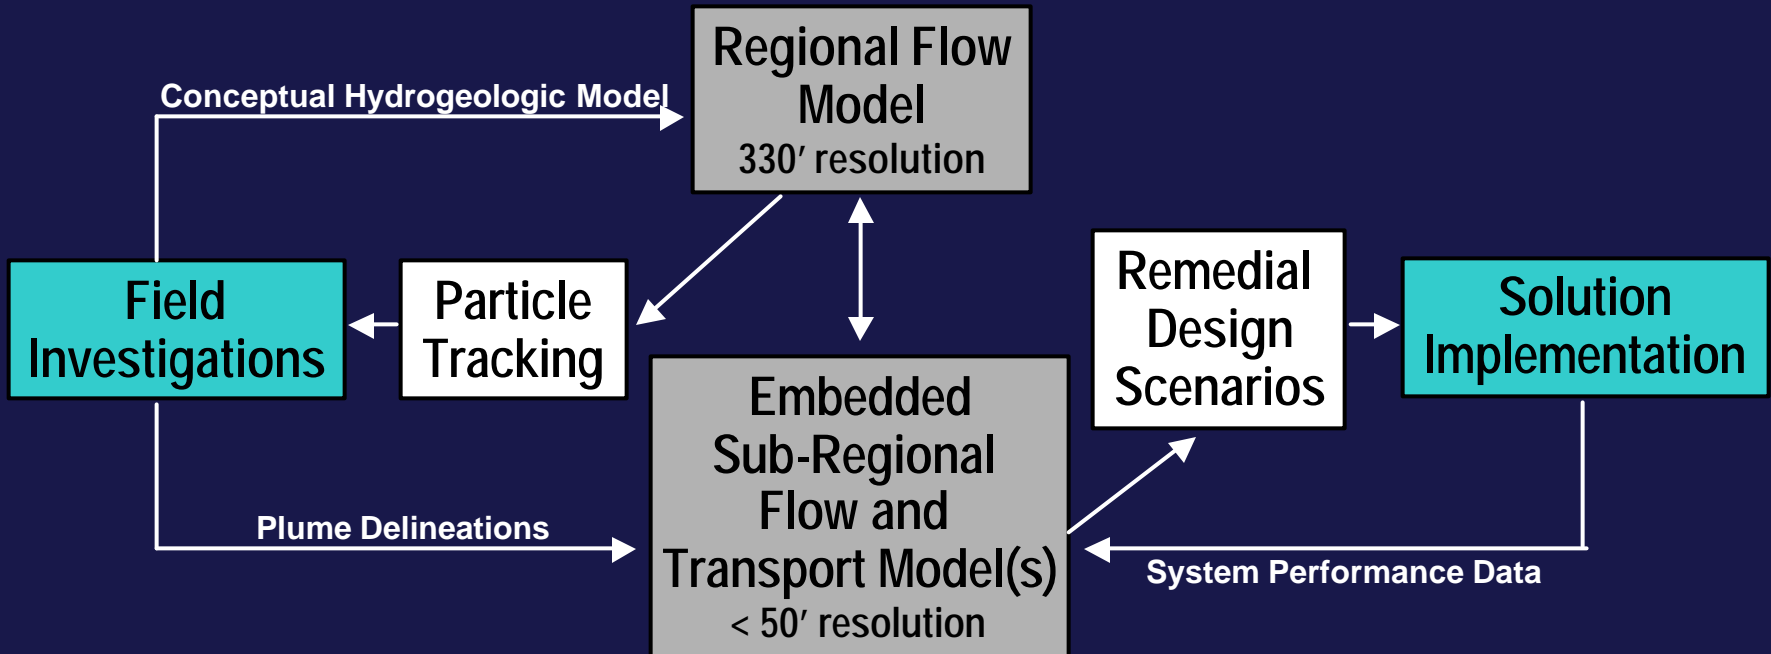 Regional Flow
Model
330’ resolution
Conceptual Hydrogeologic Model
Field
Investigations
Particle
Tracking
Remedial
Design
Scenarios
Solution
Implementation
Embedded
Sub-Regional
Flow and
Transport Model(s)
< 50’ resolution
Plume Delineations
System Performance Data